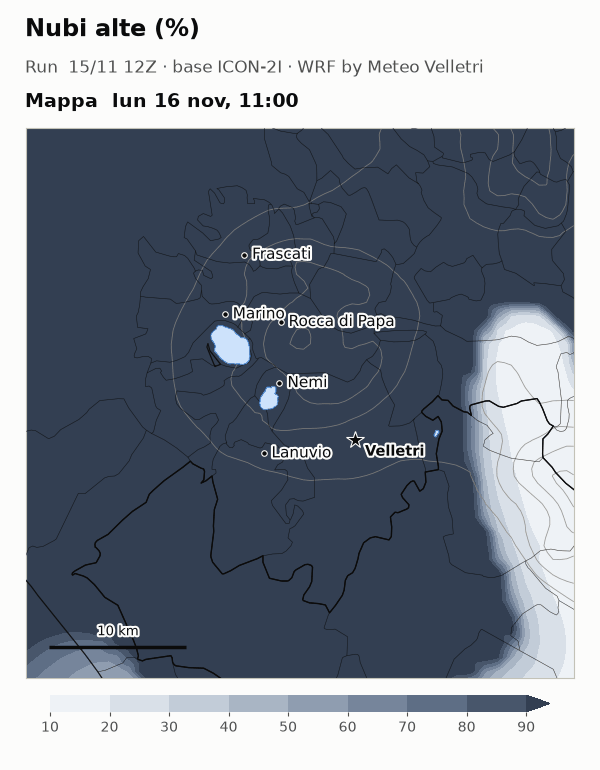 Nubi alte (%)
Run  15/11 12Z · base ICON-2I · WRF by Meteo Velletri
Mappa  lun 16 nov, 11:00
Frascati
Marino
Rocca di Papa
Nemi
Velletri
Lanuvio
10 km
10 20 30 40 50 60 70 80 90